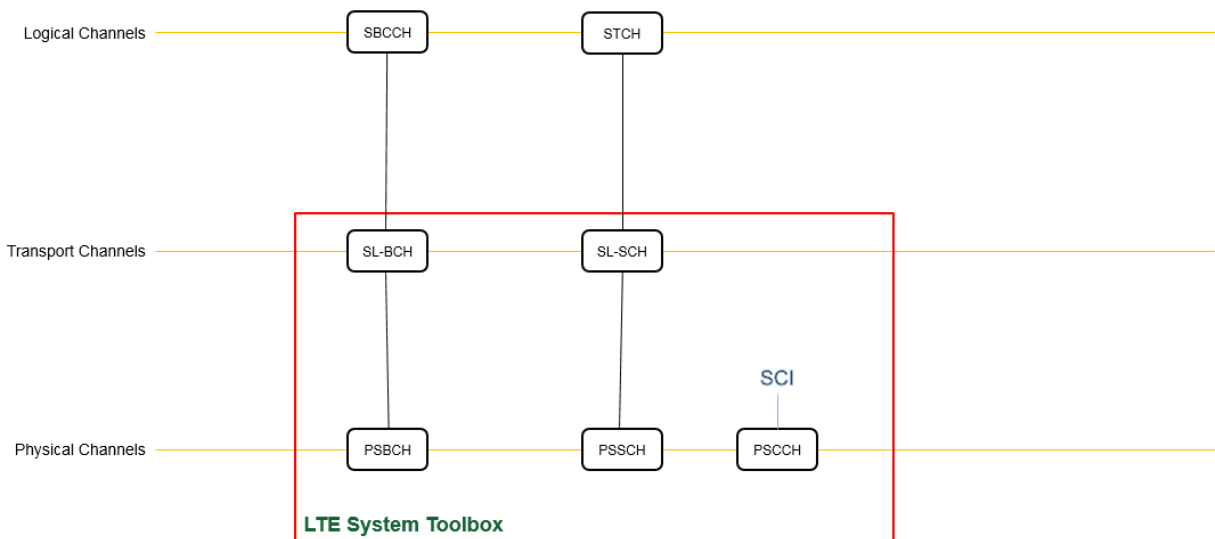 Logical Channels SBCCH STCH
Transport Channels SL-BCH SL-SCH
SCI
Physical Channels PSBCH PSSCH PSCCH
LTE System Toolbox